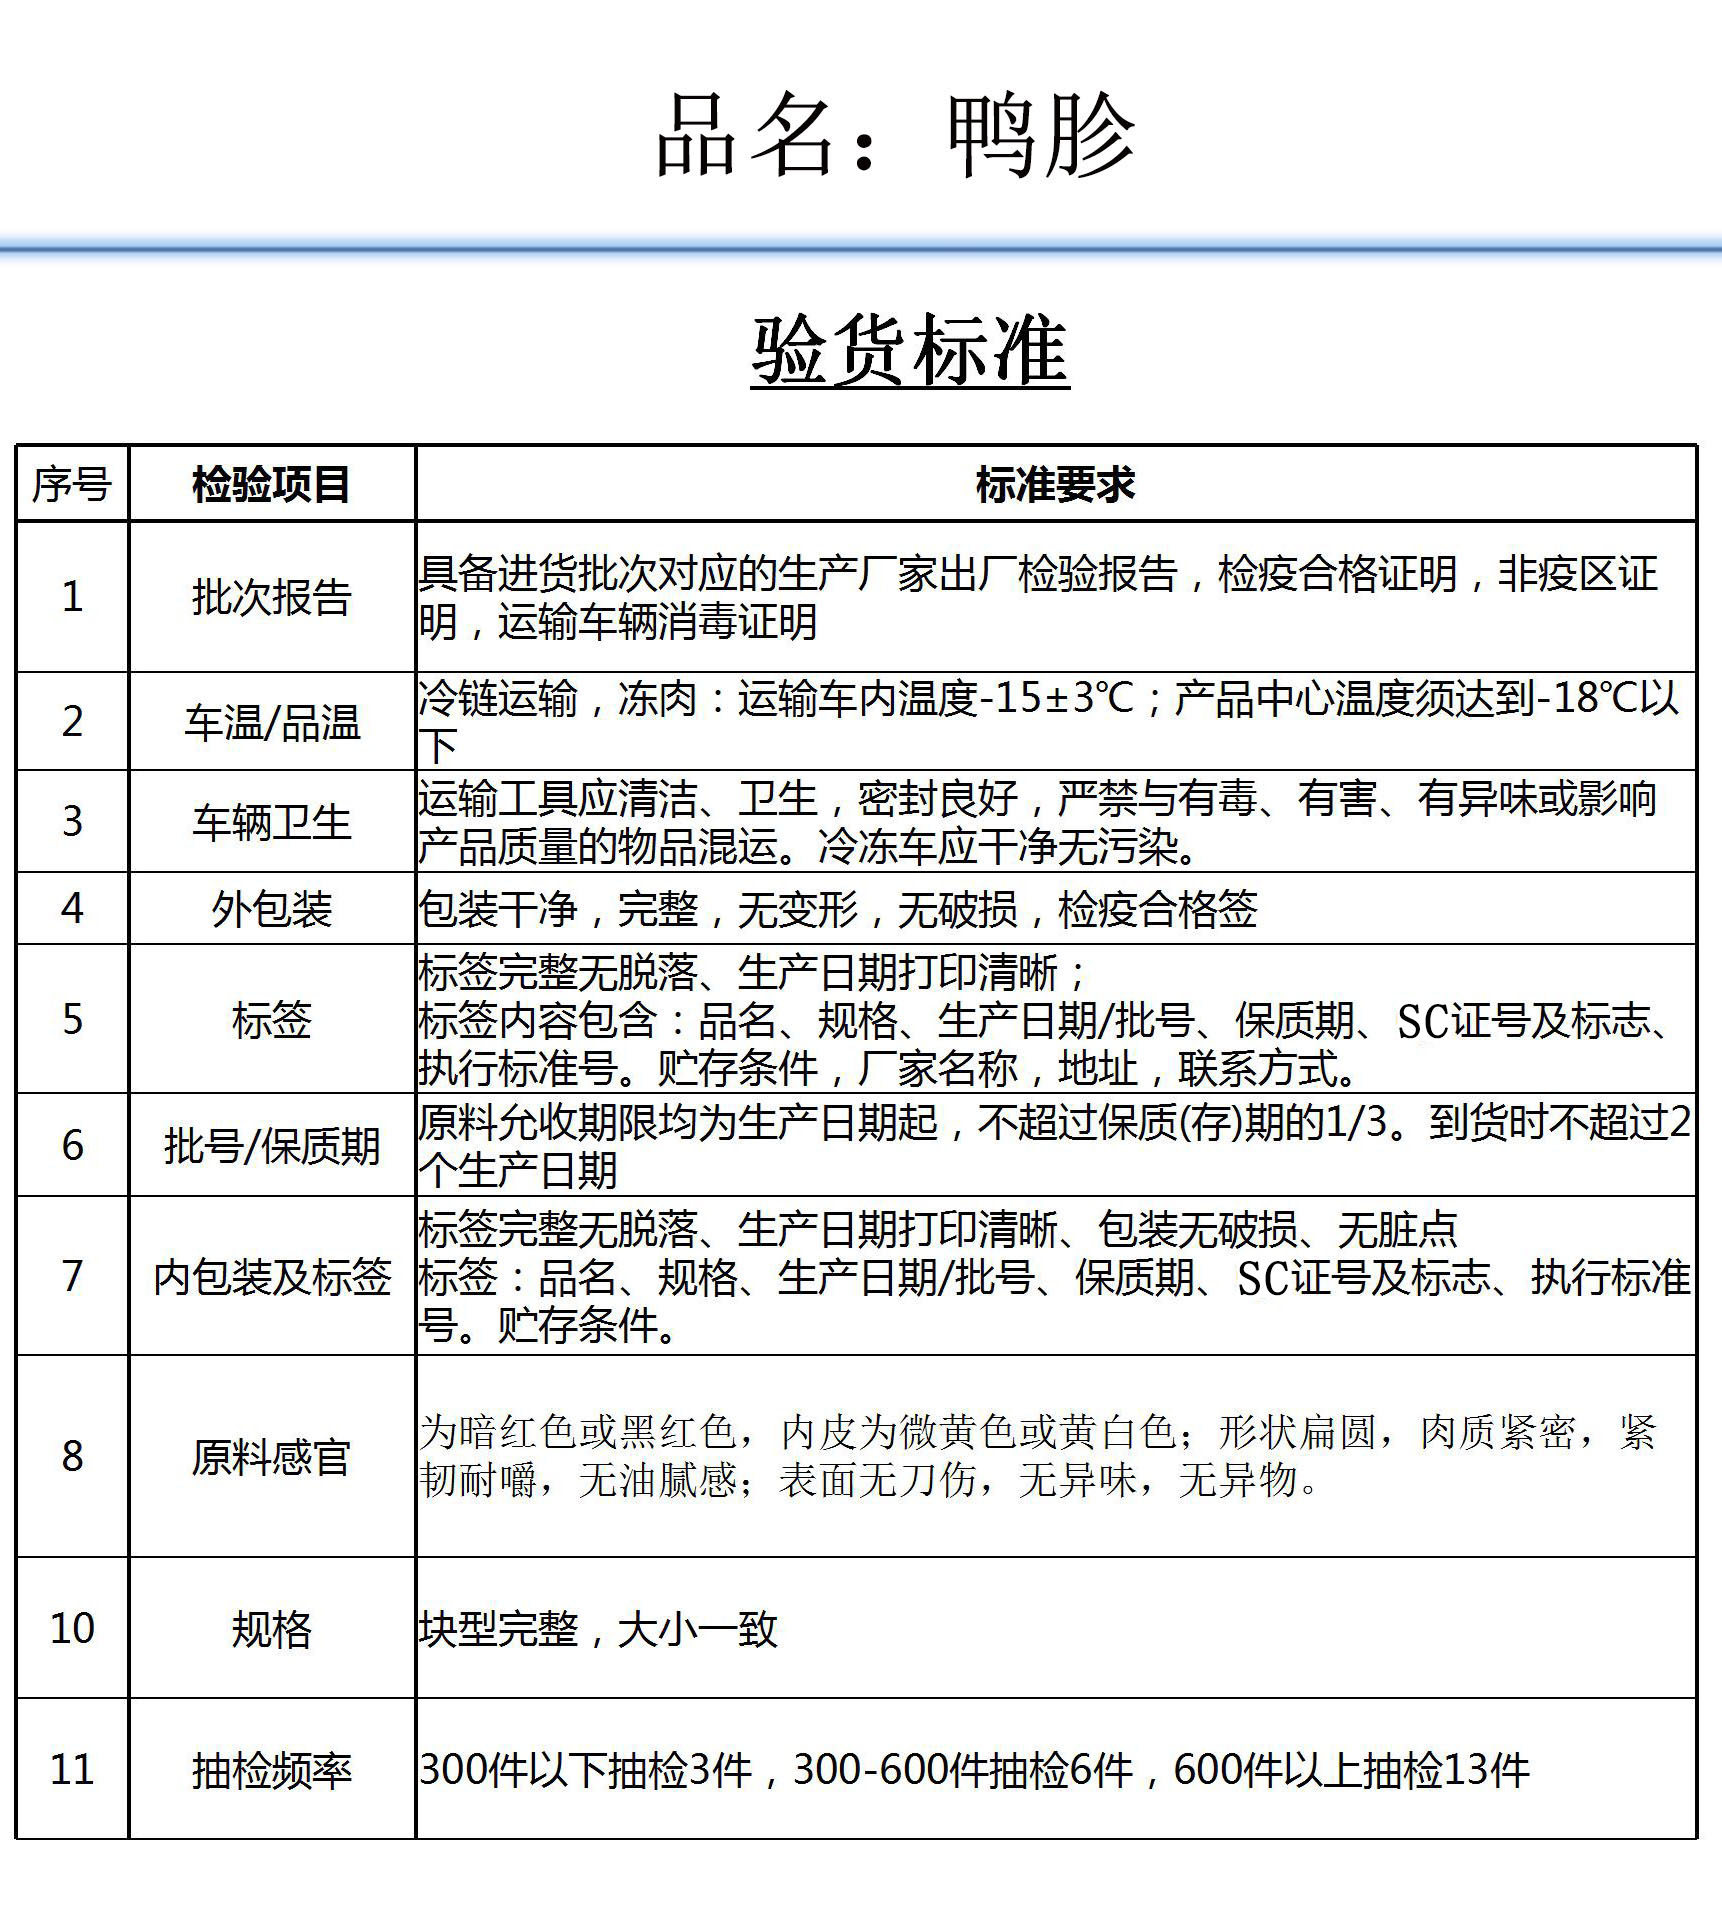 品名：鸭胗
验货标准
序号 检验项目 标准要求
1 批次报告 具备进货批次对应的生产厂家出厂检验报告，检疫合格证明，非疫区证
明，运输车辆消毒证明
2 车温/品温 冷链运输，冻肉：运输车内温度-15±3℃；产品中心温度须达到-18℃以
下
3 车辆卫生 运输工具应清洁、卫生，密封良好，严禁与有毒、有害、有异味或影响
产品质量的物品混运。冷冻车应干净无污染。
4 外包装 包装干净，完整，无变形，无破损，检疫合格签
5 标签 标签完整无脱落、生产日期打印清晰；
标签内容包含：品名、规格、生产日期/批号、保质期、SC证号及标志、
执行标准号。贮存条件，厂家名称，地址，联系方式。
6 批号/保质期 原料允收期限均为生产日期起，不超过保质(存)期的1/3。到货时不超过2
个生产日期
7 内包装及标签 标签完整无脱落、生产日期打印清晰、包装无破损、无脏点
标签：品名、规格、生产日期/批号、保质期、SC证号及标志、执行标准
号。贮存条件。
8 原料感官 为暗红色或黑红色，内皮为微黄色或黄白色；形状扁圆，肉质紧密，紧
韧耐嚼，无油腻感；表面无刀伤，无异味，无异物。
10 规格 块型完整，大小一致
11 抽检频率 300件以下抽检3件，300-600件抽检6件，600件以上抽检13件